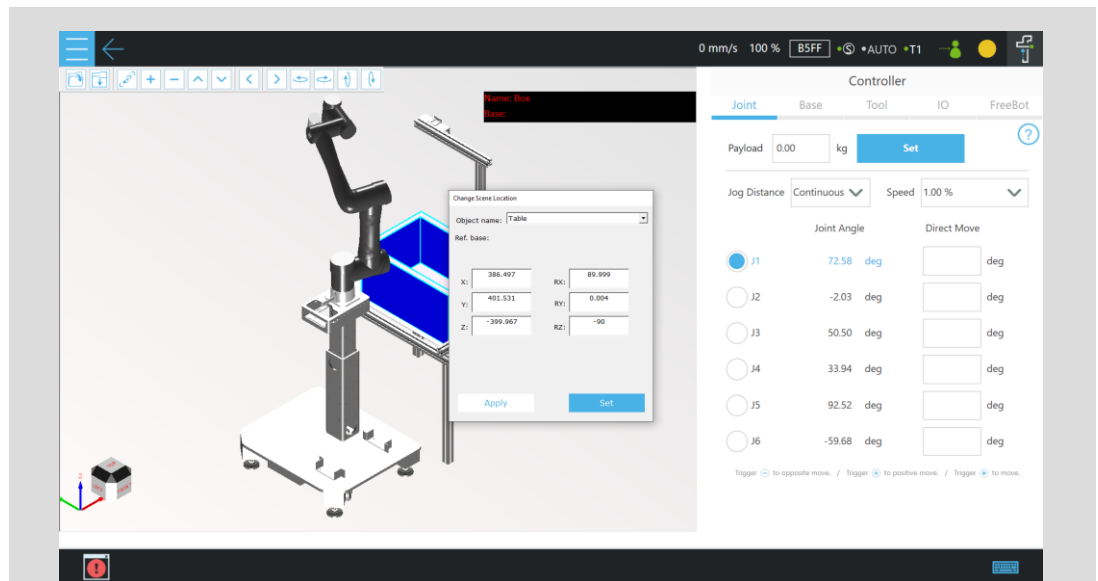 0 mm/s 100 % B5FF S AUTO T1
Name: Box
Base:
Controller
Joint Base Tool IO FreeBot
Payload 0.00 kg Set
Jog Distance Continuous Speed 1.00 %
Joint Angle Direct Move
J1 72.58 deg deg
J2 -2.03 deg deg
J3 50.50 deg deg
J4 33.94 deg deg
J5 92.52 deg deg
J6 -59.68 deg deg
Trigger − to opposite move. / Trigger + to positive move. / Trigger to move.
Change Scene Location
Object name: Table
Ref. base:
X: 386.497 RX: 89.999
Y: 401.531 RY: 0.004
Z: -399.967 RZ: -90
Apply Set
Z